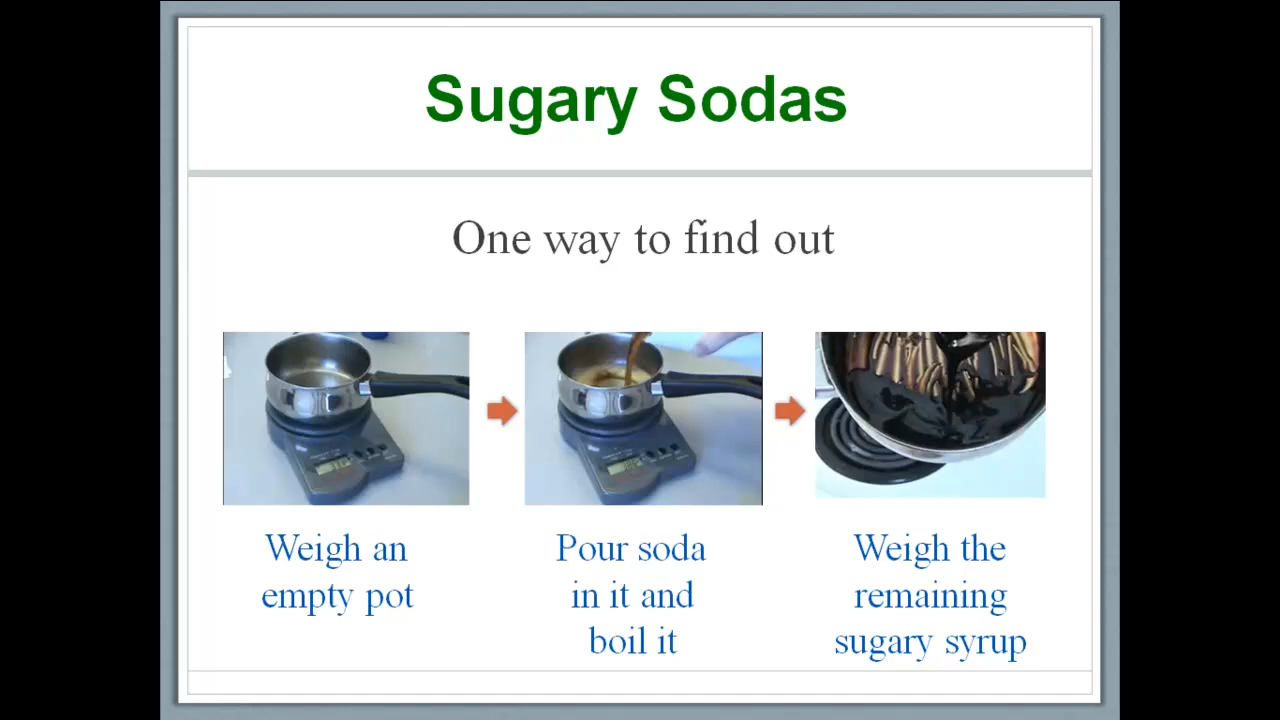 Sugary Sodas
One way to find out
Weigh an
empty pot
Pour soda
in it and
boil it
Weigh the
remaining
sugary syrup